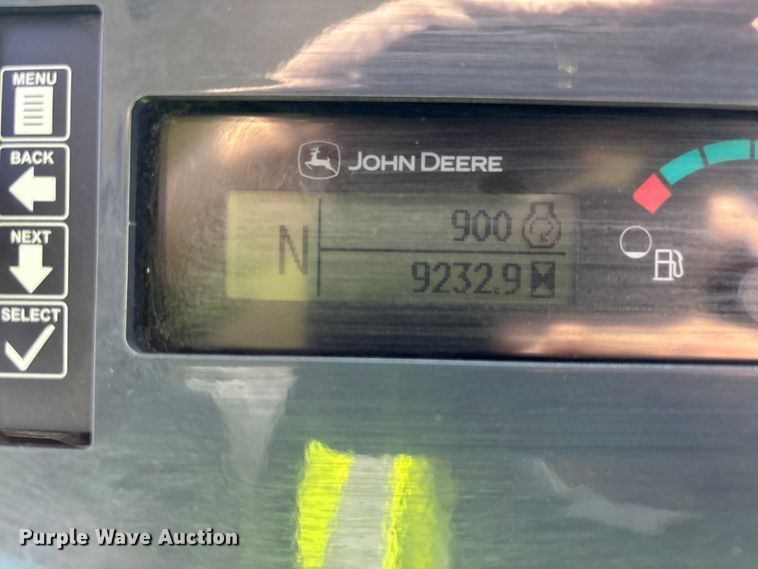 MENU
BACK
NEXT
SELECT
JOHN DEERE
N
900
9232.9
Purple Wave Auction